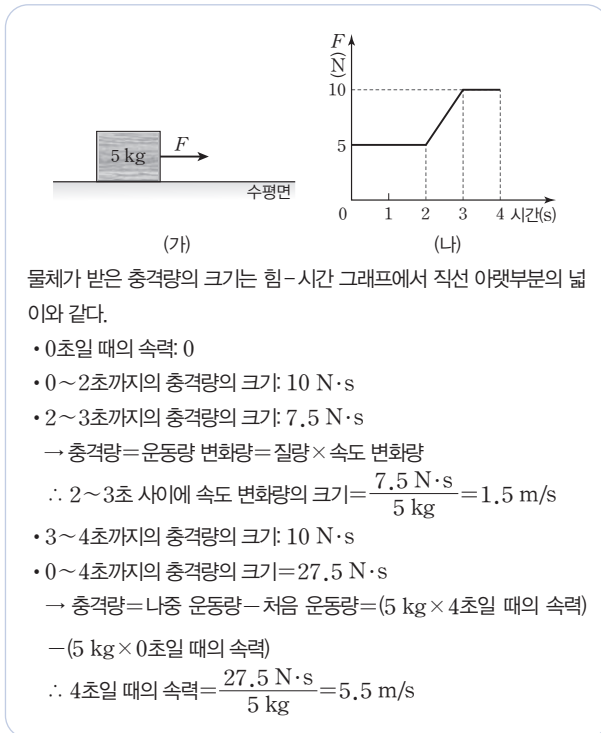 F
(N)
10
5
0 1 2 3 4 시간(s)
5 kg
F
수평면
(가)
(나)
물체가 받은 충격량의 크기는 힘-시간 그래프에서 직선 아랫부분의 넓
이와 같다.
• 0초일 때의 속력: 0
• 0~2초까지의 충격량의 크기: 10 N·s
• 2~3초까지의 충격량의 크기: 7.5 N·s
→ 충격량=운동량 변화량=질량×속도 변화량
∴ 2~3초 사이에 속도 변화량의 크기=7.5 N·s/5 kg=1.5 m/s
• 3~4초까지의 충격량의 크기: 10 N·s
• 0~4초까지의 충격량의 크기=27.5 N·s
→ 충격량=나중 운동량-처음 운동량=(5 kg×4초일 때의 속력)
-(5 kg×0초일 때의 속력)
∴ 4초일 때의 속력=27.5 N·s/5 kg=5.5 m/s